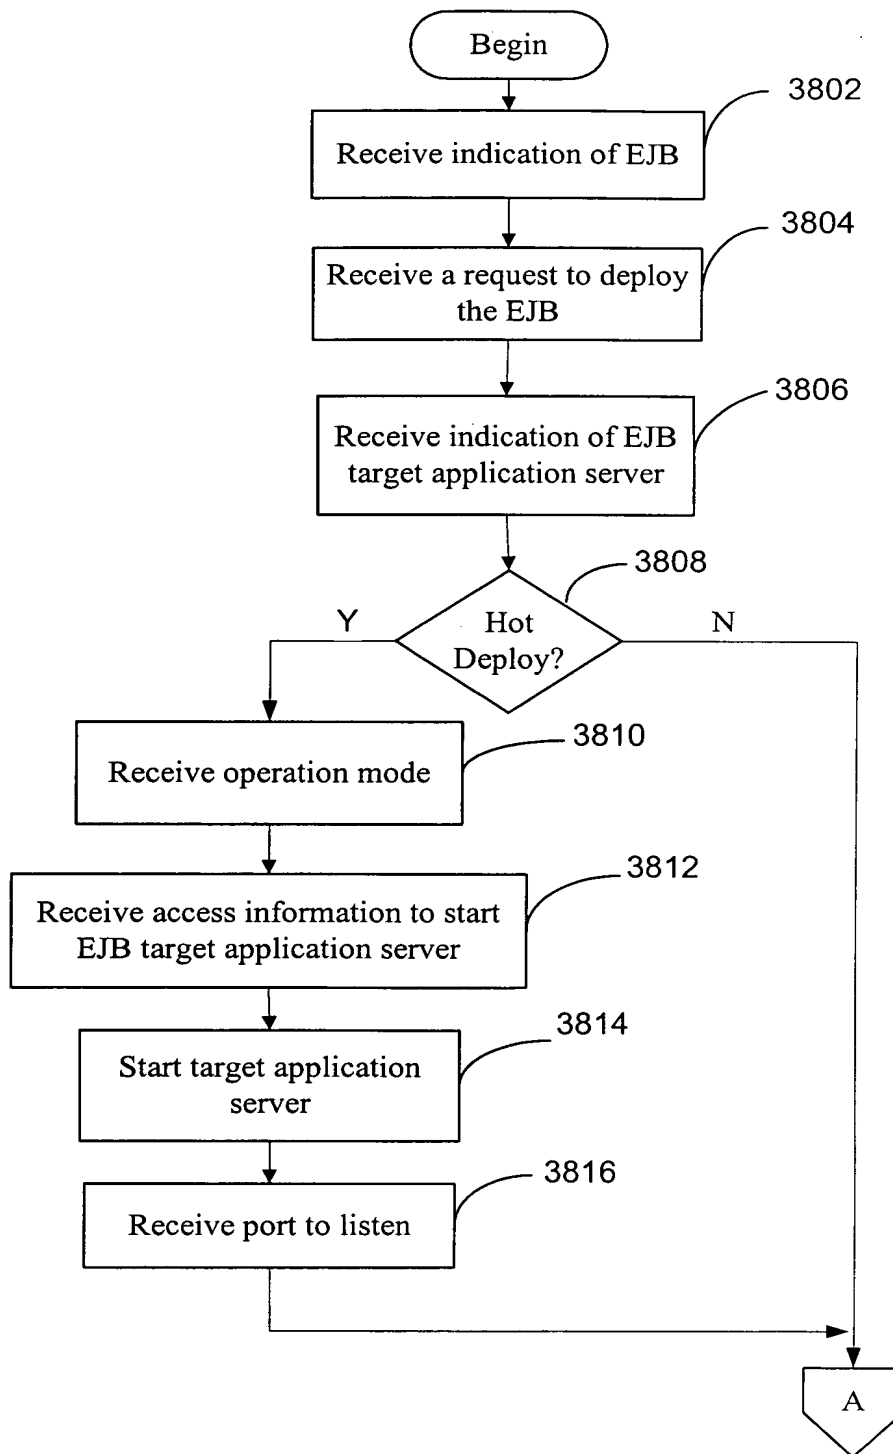 Begin
3802
Receive indication of EJB
3804
Receive a request to deploy
the EJB
3806
Receive indication of EJB
target application server
3808
Hot
Deploy?
Y
N
3810
Receive operation mode
3812
Receive access information to start
EJB target application server
3814
Start target application
server
3816
Receive port to listen
A